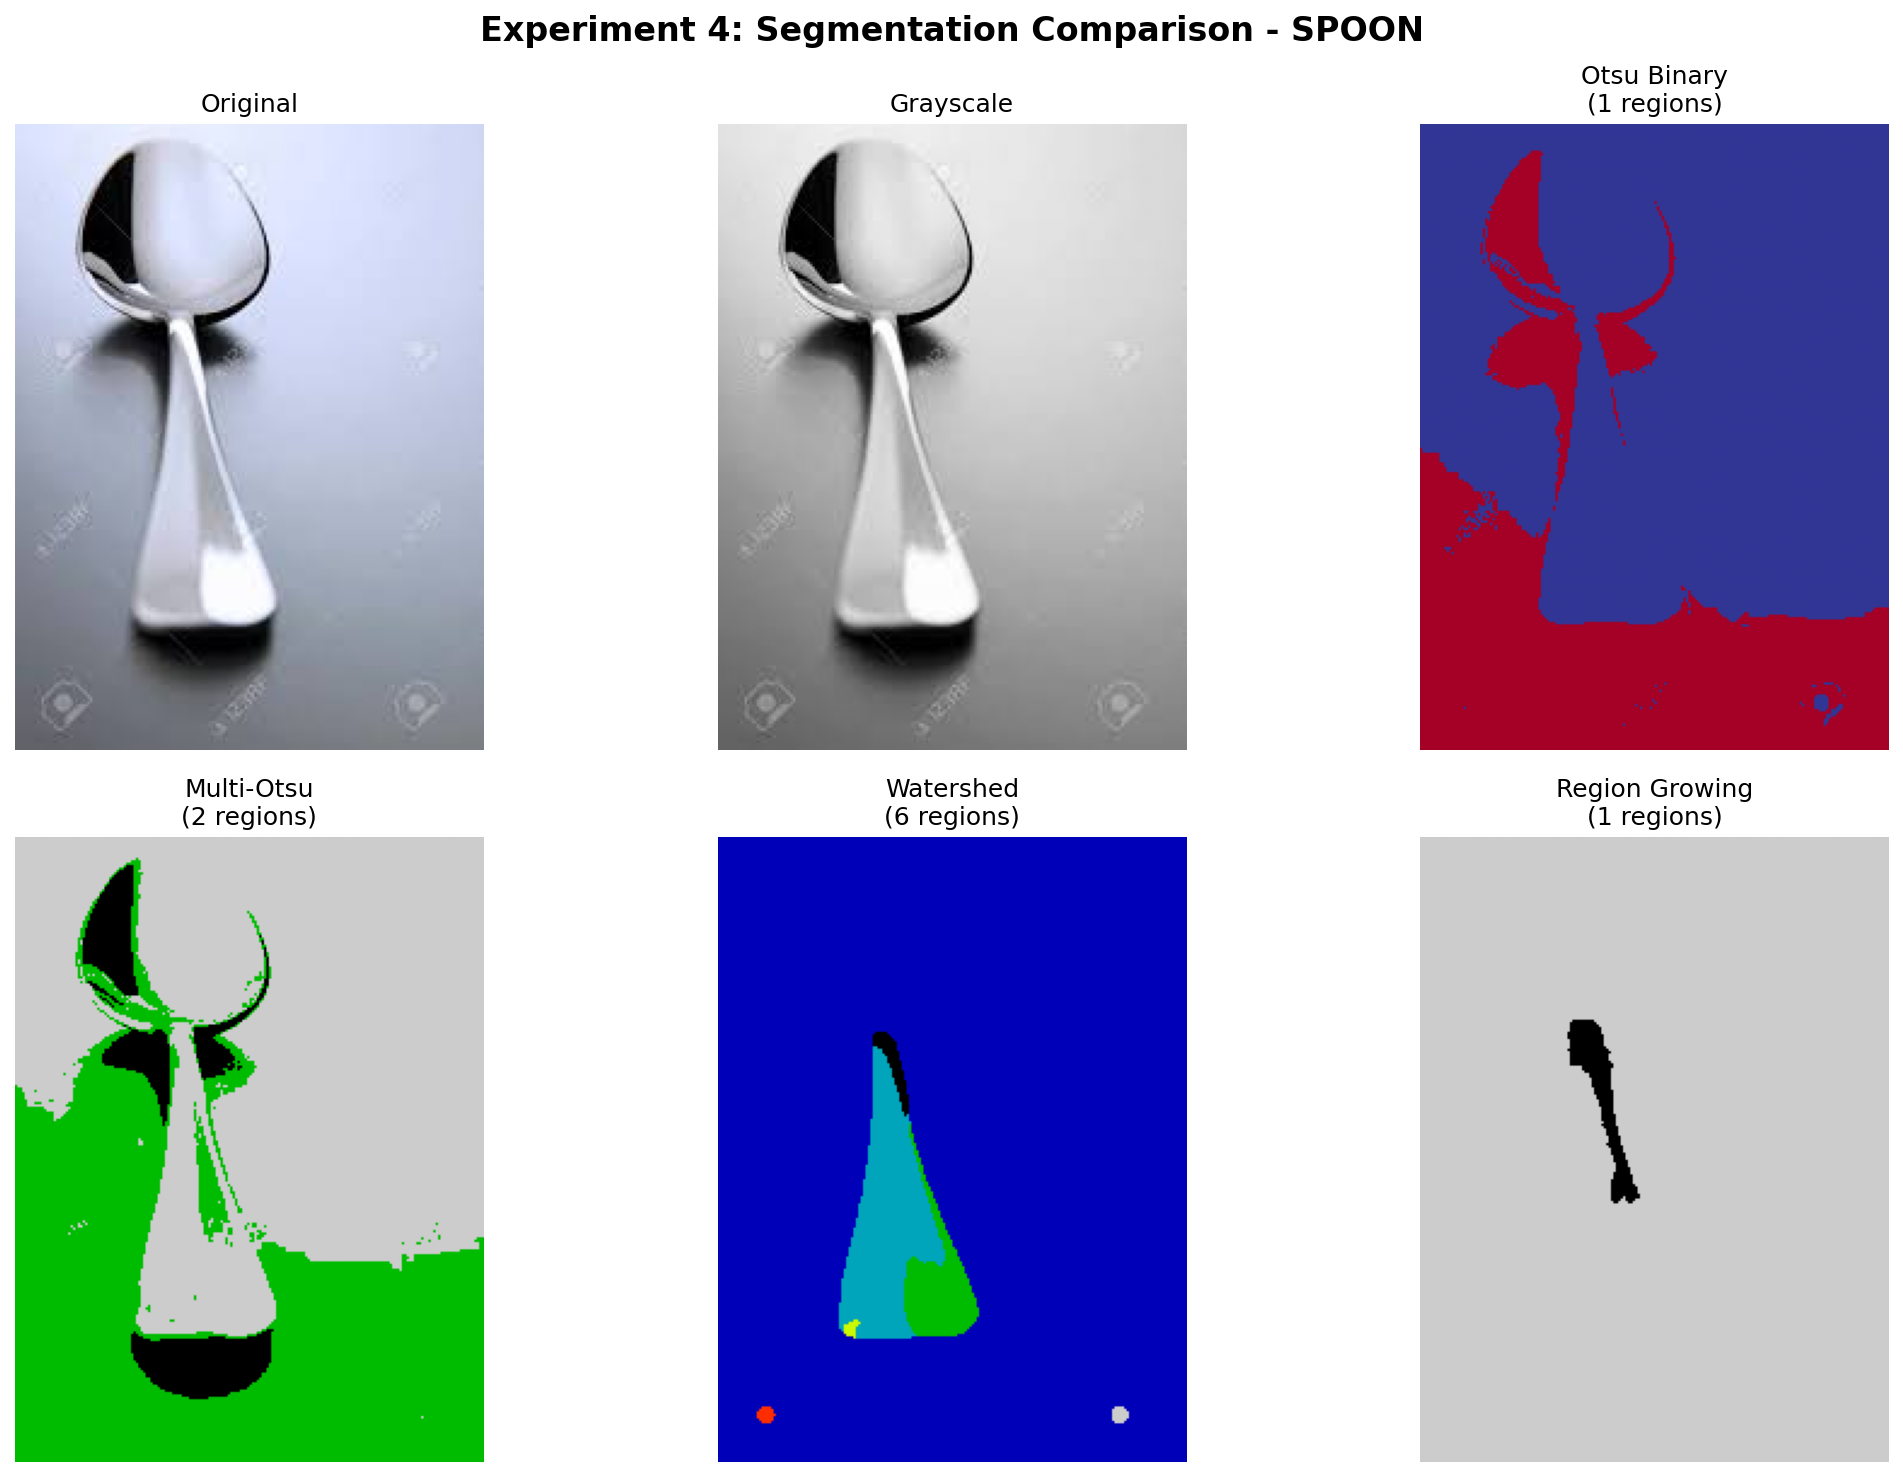 Experiment 4: Segmentation Comparison - SPOON
Original
Grayscale
Otsu Binary
(1 regions)
Multi-Otsu
(2 regions)
Watershed
(6 regions)
Region Growing
(1 regions)